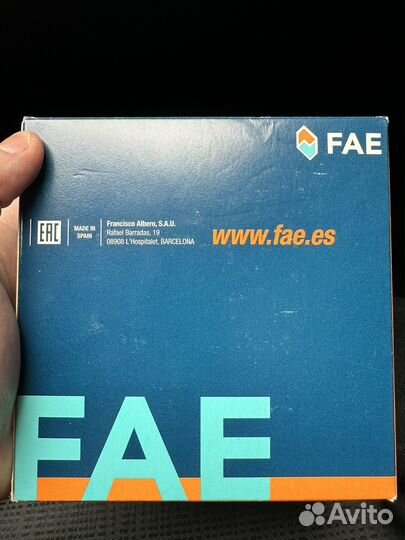 FAE
EAC
MADE IN
SPAIN
Francisco Albero, S.A.U.
Rafael Barradas, 19
08908 L'Hospitalet, BARCELONA
www.fae.es
FAE
Avito